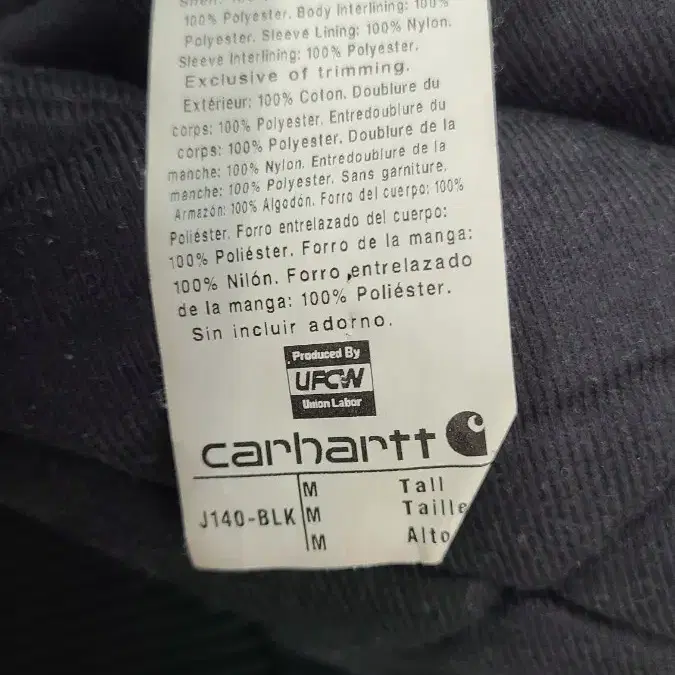 100% Polyester. Body Interlining: 100%
Polyester. Sleeve Lining: 100% Nylon.
Sleeve Interlining: 100% Polyester.
Exclusive of trimming.
Extérieur: 100% Coton. Doublure du
corps: 100% Polyester. Entredoublure du
corps: 100% Polyester. Doublure de la
manche: 100% Nylon. Entredoublure de la
manche: 100% Polyester. Sans garniture.
Armazón: 100% Algodón. Forro del cuerpo: 100%
Poliéster. Forro entrelazado del cuerpo:
100% Poliéster. Forro de la manga:
100% Nilón. Forro entrelazado
de la manga: 100% Poliéster.
Sin incluir adorno.
Produced By
UFCW
Union Labor
carhartt
M Tall
J140-BLK M Taille
M Alto